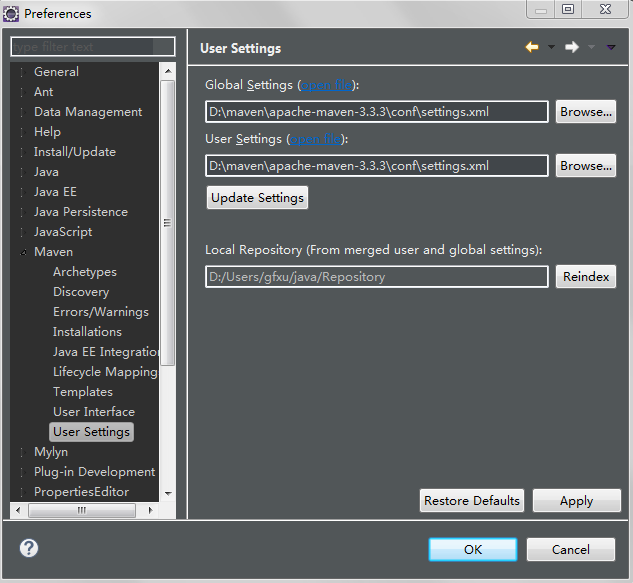 Preferences
type filter text
General
Ant
Data Management
Help
Install/Update
Java
Java EE
Java Persistence
JavaScript
Maven
Archetypes
Discovery
Errors/Warnings
Installations
Java EE Integration
Lifecycle Mapping
Templates
User Interface
User Settings
Mylyn
Plug-in Development
PropertiesEditor
User Settings
Global Settings (open file):
D:\maven\apache-maven-3.3.3\conf\settings.xml Browse...
User Settings (open file):
D:\maven\apache-maven-3.3.3\conf\settings.xml Browse...
Update Settings
Local Repository (From merged user and global settings):
D:/Users/gfxu/java/Repository Reindex
Restore Defaults Apply
? OK Cancel